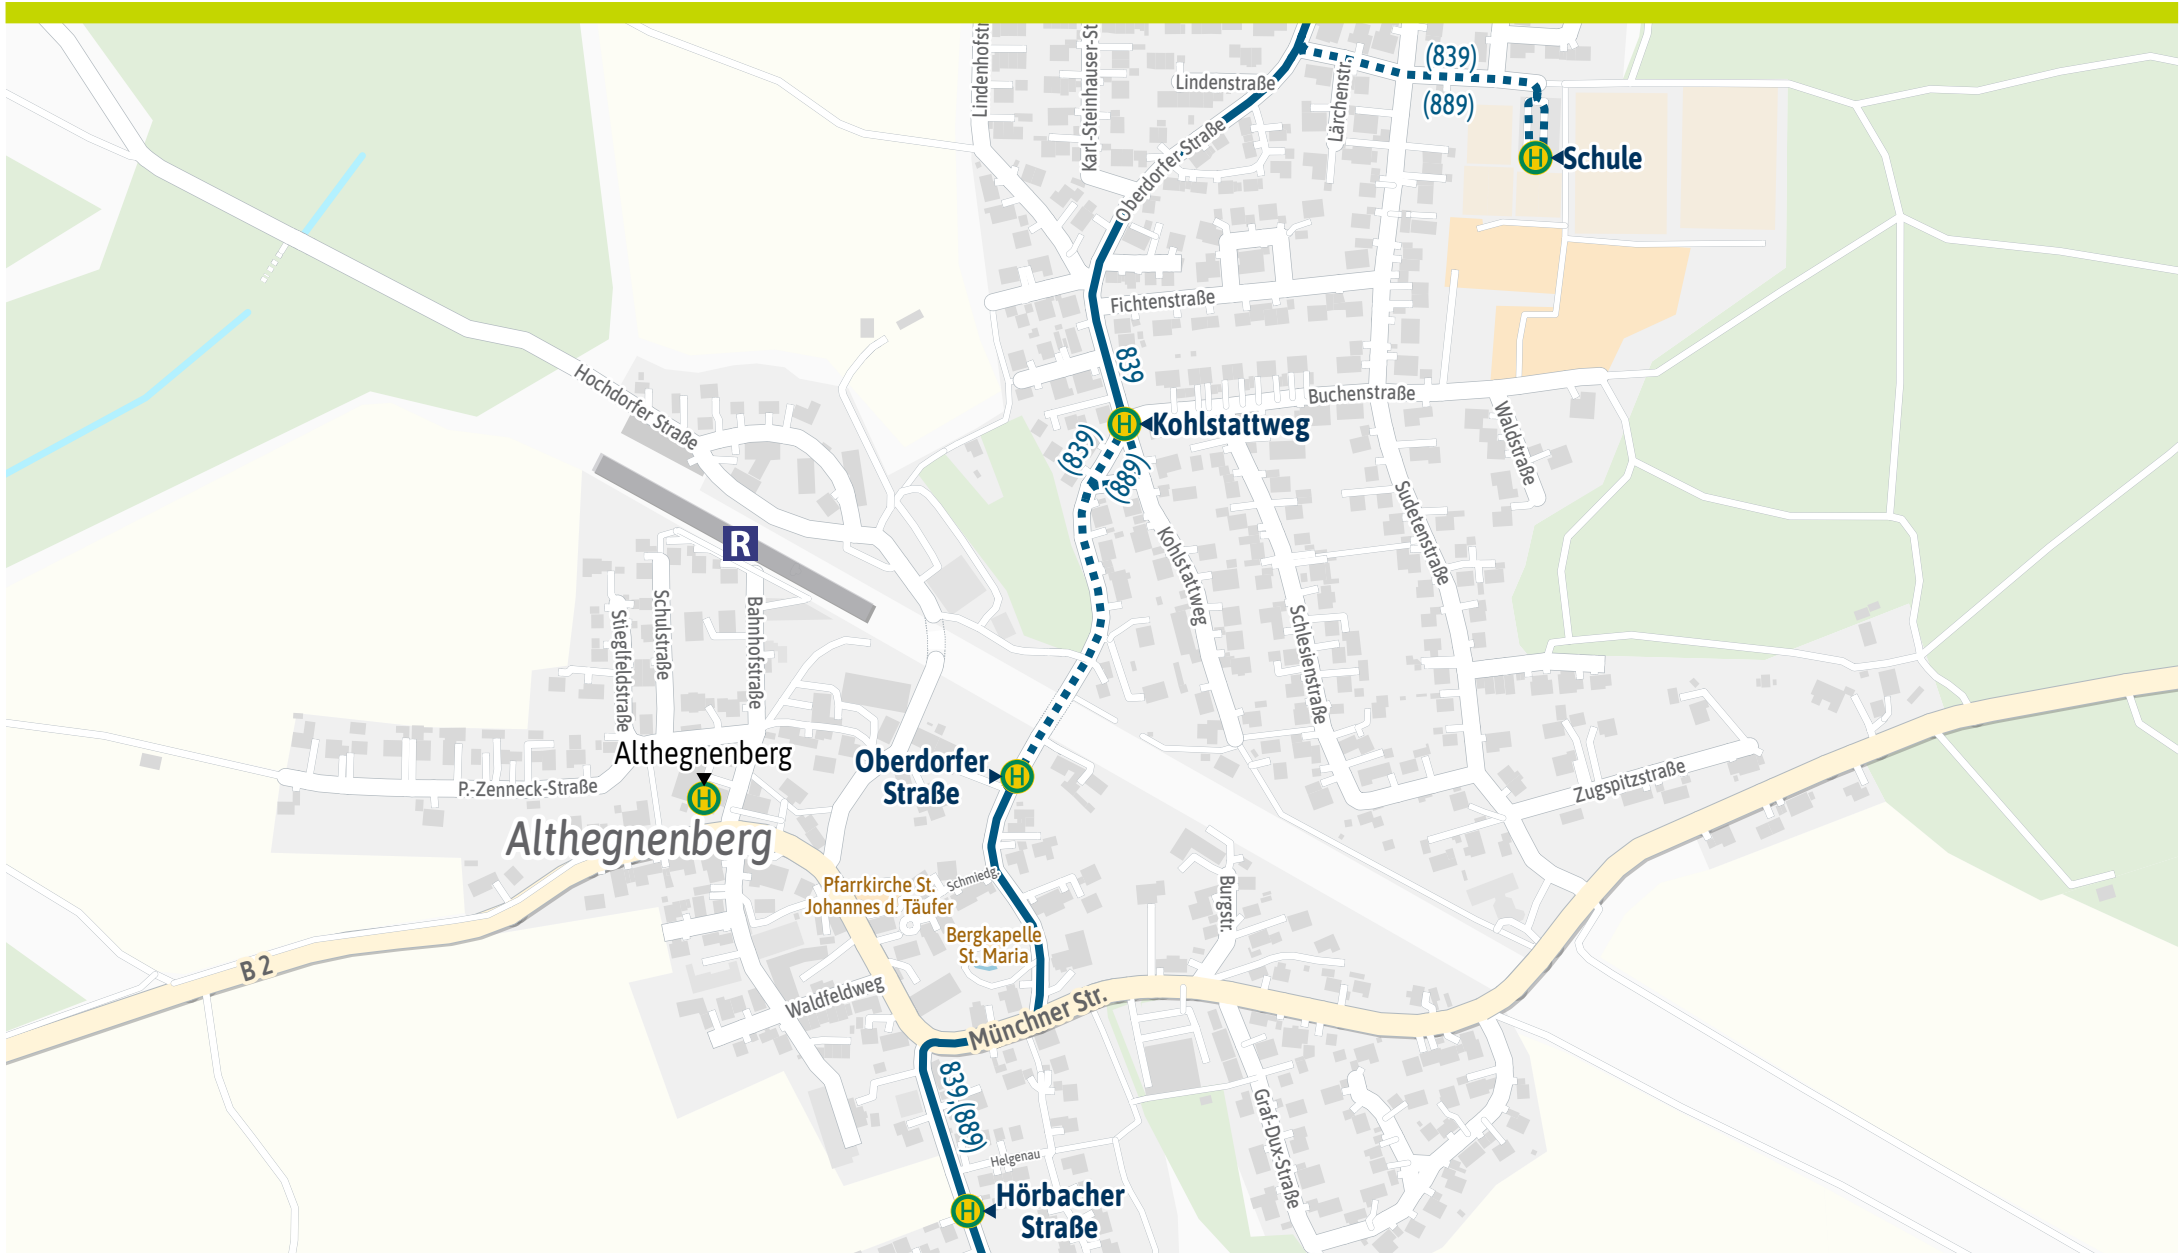 Lindenhofstr
Karl-Steinhauser-St
Lindenstraße
Lärchenstr.
(839)
(889)
H
Schule
Oberdorfer-Straße
Fichtenstraße
839
Hochdorfer Straße
Buchenstraße
H
Kohlstattweg
Waldstraße
(839)
(889)
Sudetenstraße
R
Kohlstattweg
Schulstraße
Stieglfeldstraße
Bahnhofstraße
Schlesienstraße
Althegnenberg
H
P.-Zenneck-Straße
Oberdorfer
Straße
H
Zugspitzstraße
Althegnenberg
Schmiedg.
Pfarrkirche St.
Johannes d. Täufer
Burgstr.
Bergkapelle
St. Maria
B 2
Waldfeldweg
Münchner Str.
839,(889)
Graf-Dux-Straße
Helgenau
H
Hörbacher
Straße